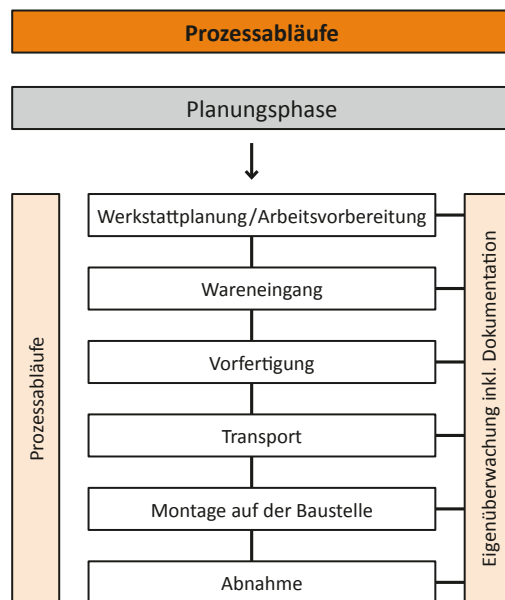 Prozessabläufe
Planungsphase
Prozessabläufe
Werkstattplanung/Arbeitsvorbereitung
Wareneingang
Vorfertigung
Transport
Montage auf der Baustelle
Abnahme
Eigenüberwachung inkl. Dokumentation